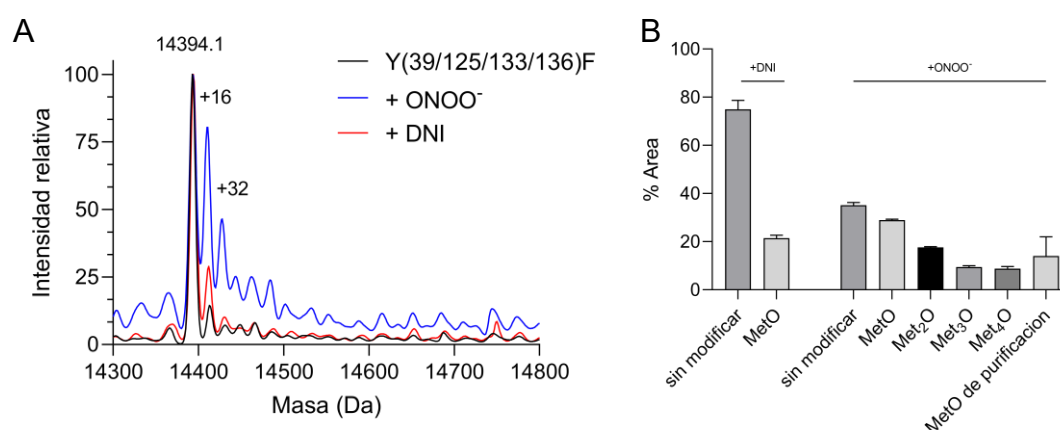 A
14394.1
+16
+32
Y(39/125/133/136)F
+ ONOO⁻
+ DNI
Intensidad relativa
100
75
50
25
0
14300 14400 14500 14600 14700 14800
Masa (Da)
B
+DNI
+ONOO⁻
% Area
100
80
60
40
20
0
sin modificar
MetO
sin modificar
MetO
Met₂O
Met₃O
Met₄O
MetO de purificacion